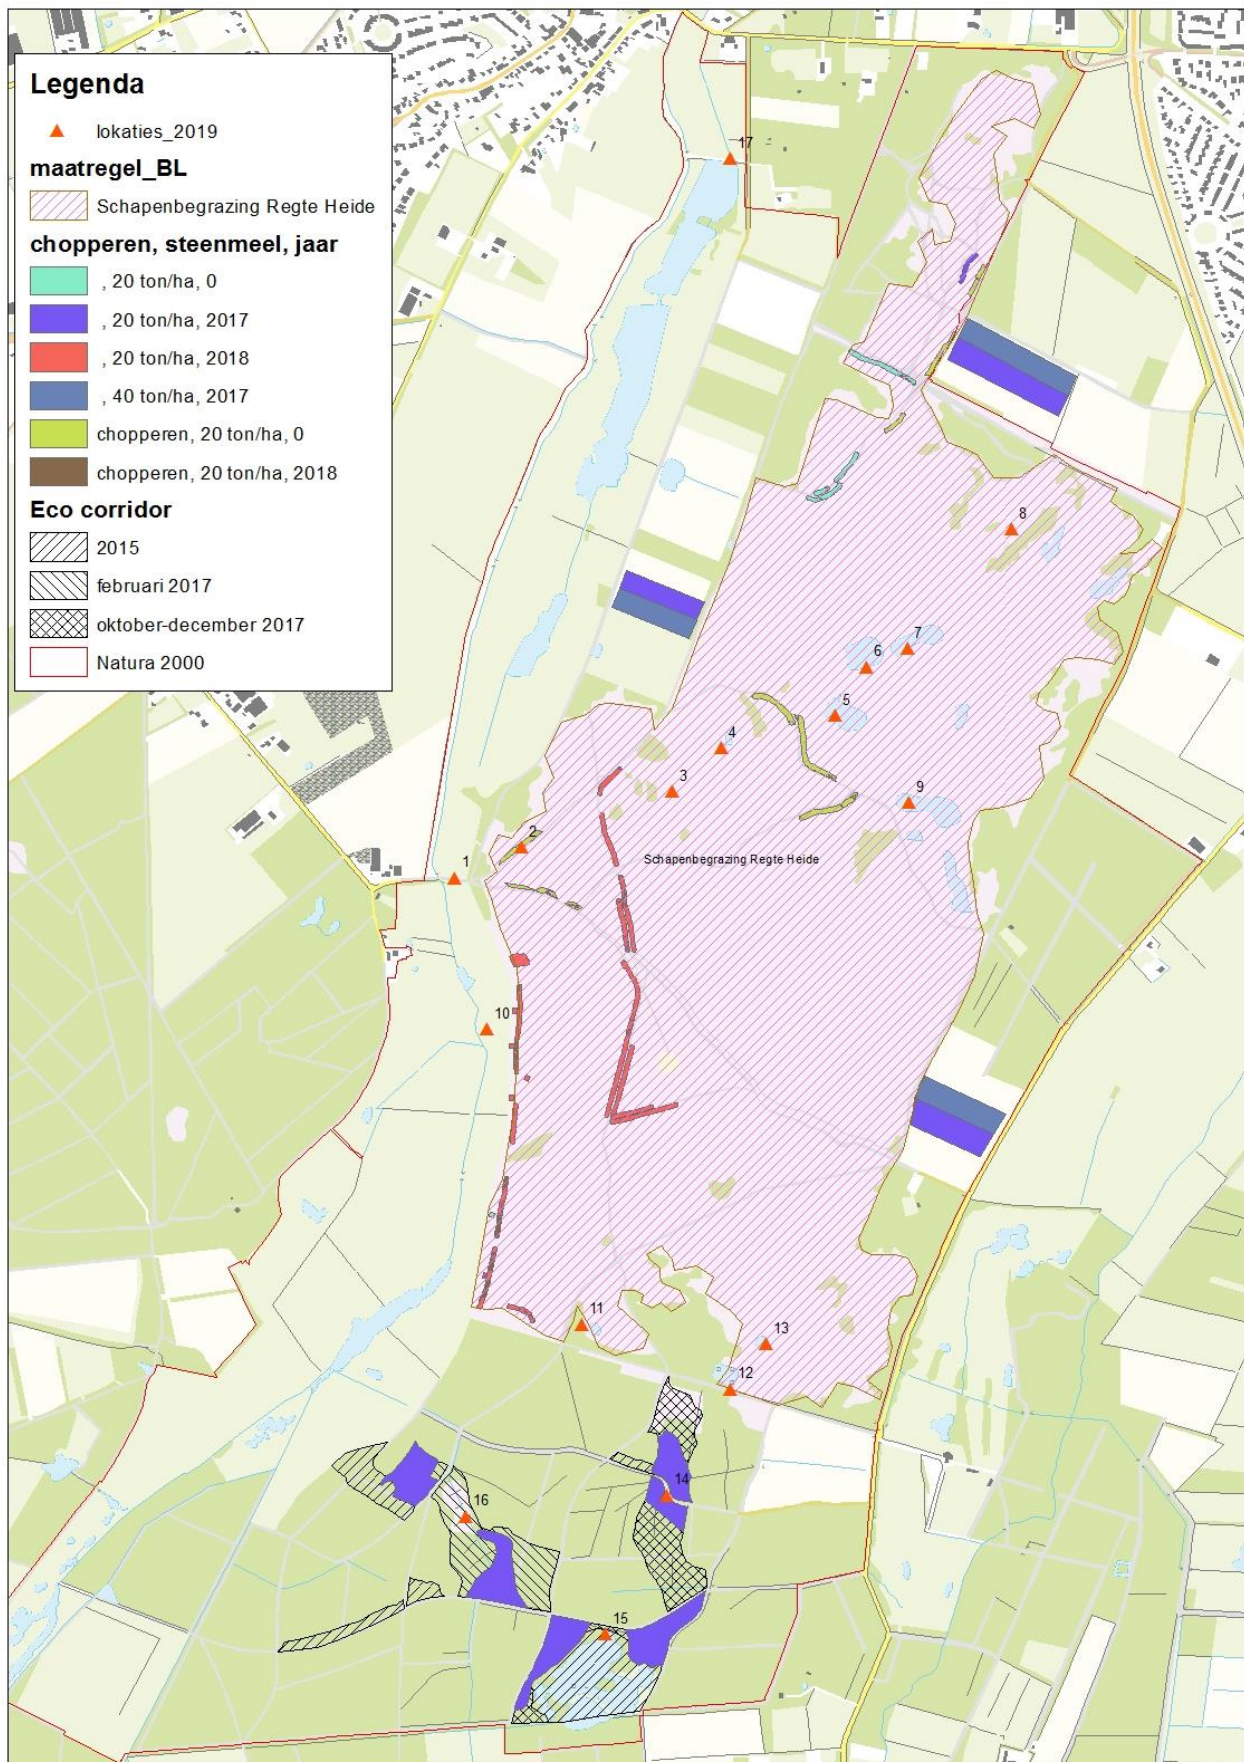 Legenda
lokaties_2019
maatregel_BL
Schapenbegrazing Regte Heide
chopperen, steenmeel, jaar
, 20 ton/ha, 0
, 20 ton/ha, 2017
, 20 ton/ha, 2018
, 40 ton/ha, 2017
chopperen, 20 ton/ha, 0
chopperen, 20 ton/ha, 2018
Eco corridor
2015
februari 2017
oktober-december 2017
Natura 2000
17
8
7
6
5
4
3
9
2
Schapenbegrazing Regte Heide
1
10
11
13
12
14
16
15